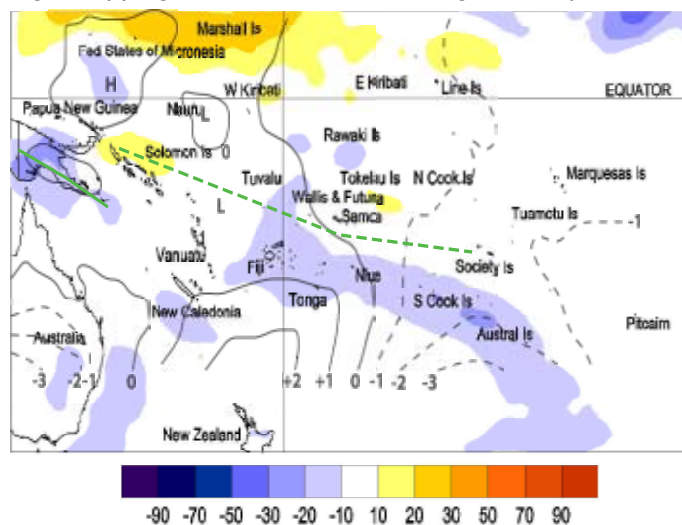 Marshall Is
Fed States of Micronesia
H
W Kiribati
E Kiribati
Line Is
EQUATOR
Papua New Guinea
Nauru
L
Solomon Is
0
Rawaki Is
Tuvalu
Tokelau Is
N Cook Is
Marquesas Is
Wallis & Futuna
Samoa
L
Tuamotu Is
-1
Vanuatu
Fiji
Niue
Society Is
New Caledonia
Tonga
S Cook Is
Pitcairn
Australia
Austral Is
-3 -2 -1 0 +2 +1 0 -1 -2 -3
New Zealand
-90 -70 -50 -30 -20 -10 10 20 30 50 70 90